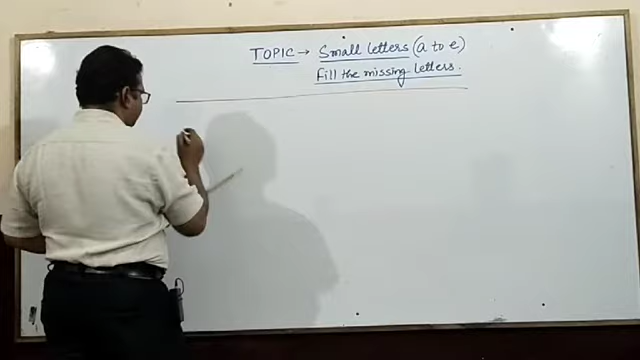 TOPIC → Small letters (a to e)
Fill the missing letters.